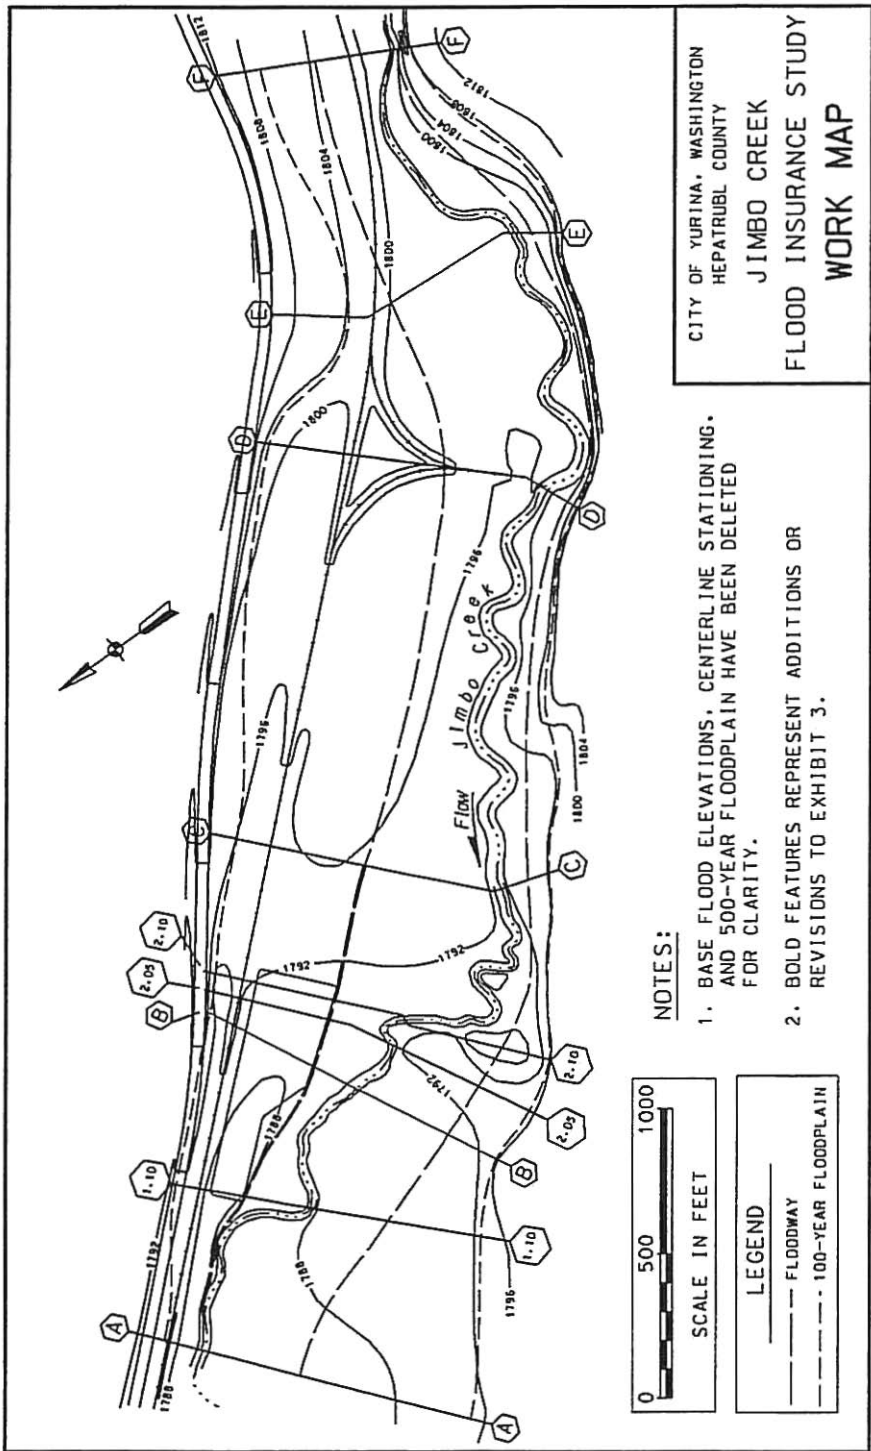 CITY OF YURINA, WASHINGTON
HEPATRUBL COUNTY
JIMBO CREEK
FLOOD INSURANCE STUDY
WORK MAP
NOTES:
1. BASE FLOOD ELEVATIONS, CENTERLINE STATIONING,
AND 500-YEAR FLOODPLAIN HAVE BEEN DELETED
FOR CLARITY.
2. BOLD FEATURES REPRESENT ADDITIONS OR
REVISIONS TO EXHIBIT 3.
0 500 1000
SCALE IN FEET
LEGEND
FLOODWAY
100-YEAR FLOODPLAIN
Jimbo Creek
Flow
A
1.10
B
2.05
2.10
C
D
E
F
A
1.10
B
2.05
2.10
C
D
E
F
1788
1792
1788
1792
1796
1800
1808
1804
1812
1800
1788
1796
1792
1792
1796
1796
1800
1804
1800
1804
1808
1812